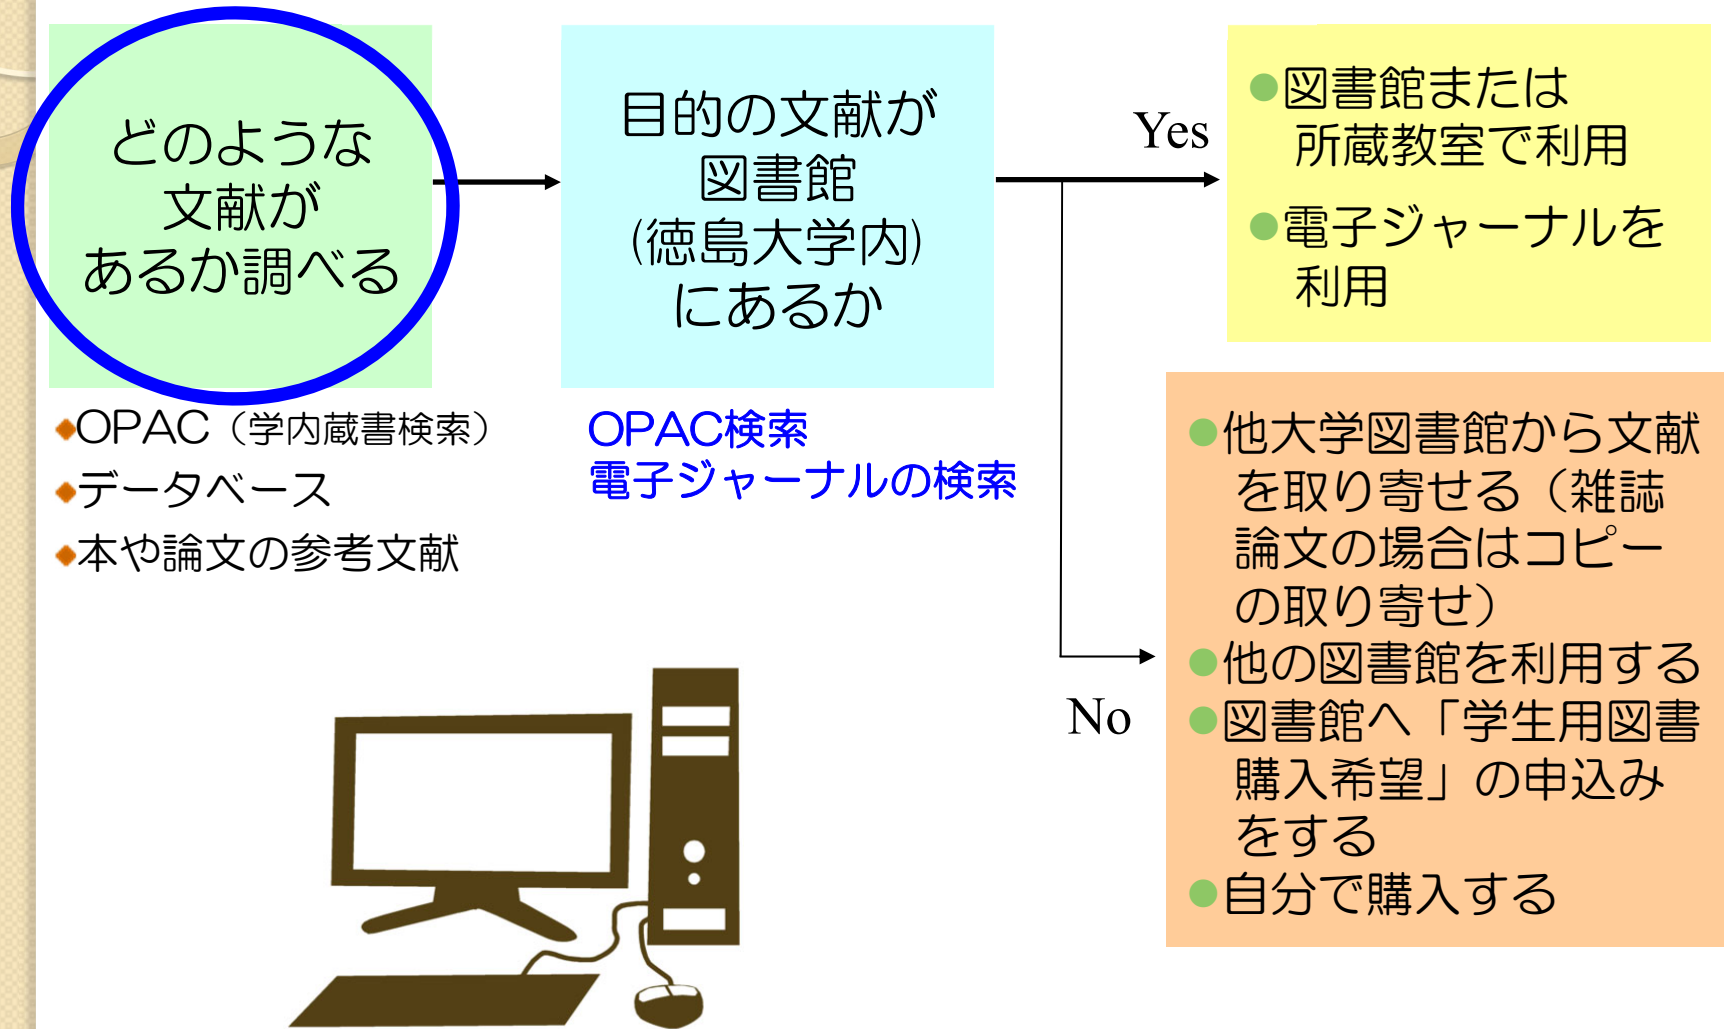 どのような
文献が
あるか調べる
OPAC（学内蔵書検索）
データベース
本や論文の参考文献
目的の文献が
図書館
(徳島大学内)
にあるか
OPAC検索
電子ジャーナルの検索
Yes
●図書館または
所蔵教室で利用
●電子ジャーナルを
利用
No
●他大学図書館から文献
を取り寄せる（雑誌
論文の場合はコピー
の取り寄せ）
●他の図書館を利用する
●図書館へ「学生用図書
購入希望」の申込み
をする
●自分で購入する